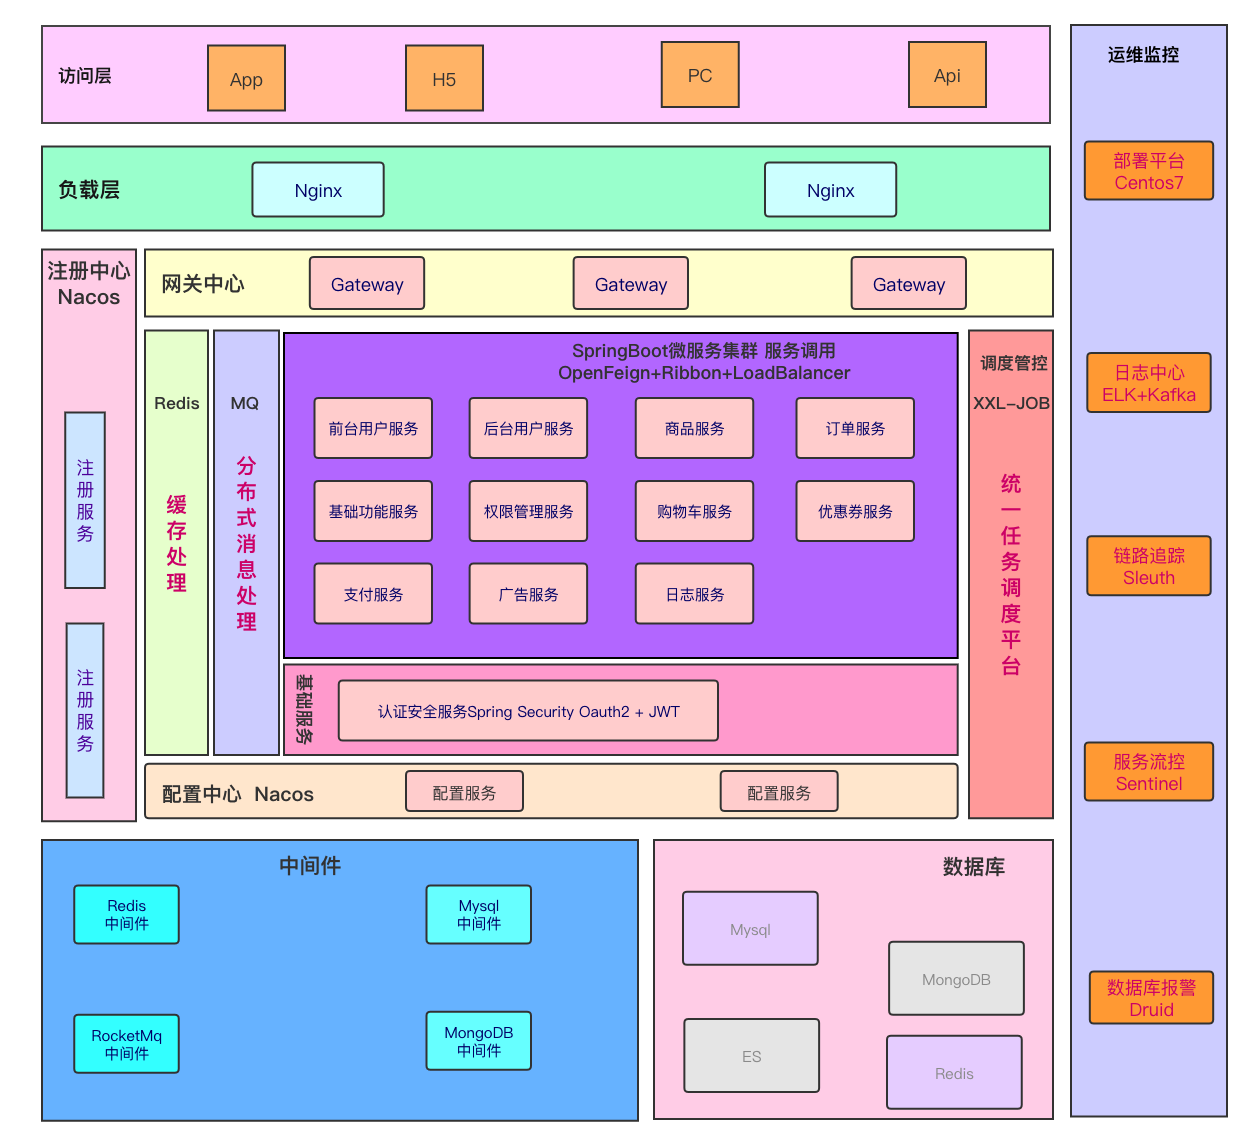 访问层
App
H5
PC
Api
负载层
Nginx
Nginx
注册中心
Nacos
注册服务
注册服务
网关中心
Gateway
Gateway
Gateway
Redis
缓存处理
MQ
分布式消息处理
SpringBoot微服务集群 服务调用
OpenFeign+Ribbon+LoadBalancer
前台用户服务
后台用户服务
商品服务
订单服务
基础功能服务
权限管理服务
购物车服务
优惠券服务
支付服务
广告服务
日志服务
基础服务
认证安全服务Spring Security Oauth2 + JWT
调度管控
XXL-JOB
统一任务调度平台
配置中心 Nacos
配置服务
配置服务
中间件
Redis
中间件
Mysql
中间件
RocketMq
中间件
MongoDB
中间件
数据库
Mysql
MongoDB
ES
Redis
运维监控
部署平台
Centos7
日志中心
ELK+Kafka
链路追踪
Sleuth
服务流控
Sentinel
数据库报警
Druid